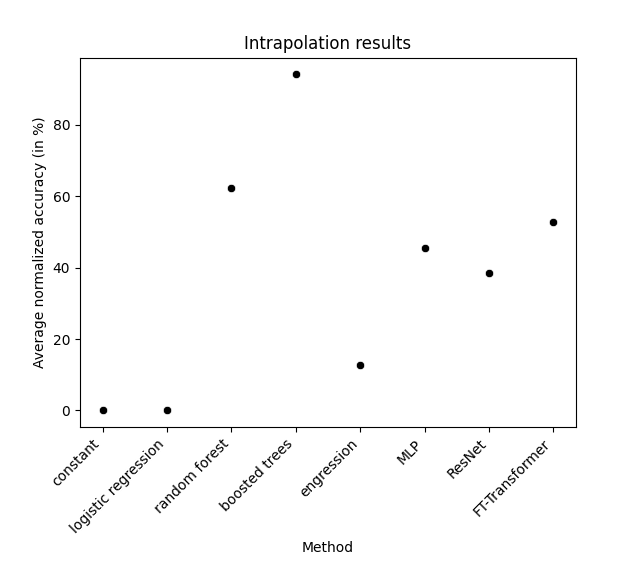 Intrapolation results
Average normalized accuracy (in %)
80
60
40
20
0
constant
logistic regression
random forest
boosted trees
engression
MLP
ResNet
FT-Transformer
Method